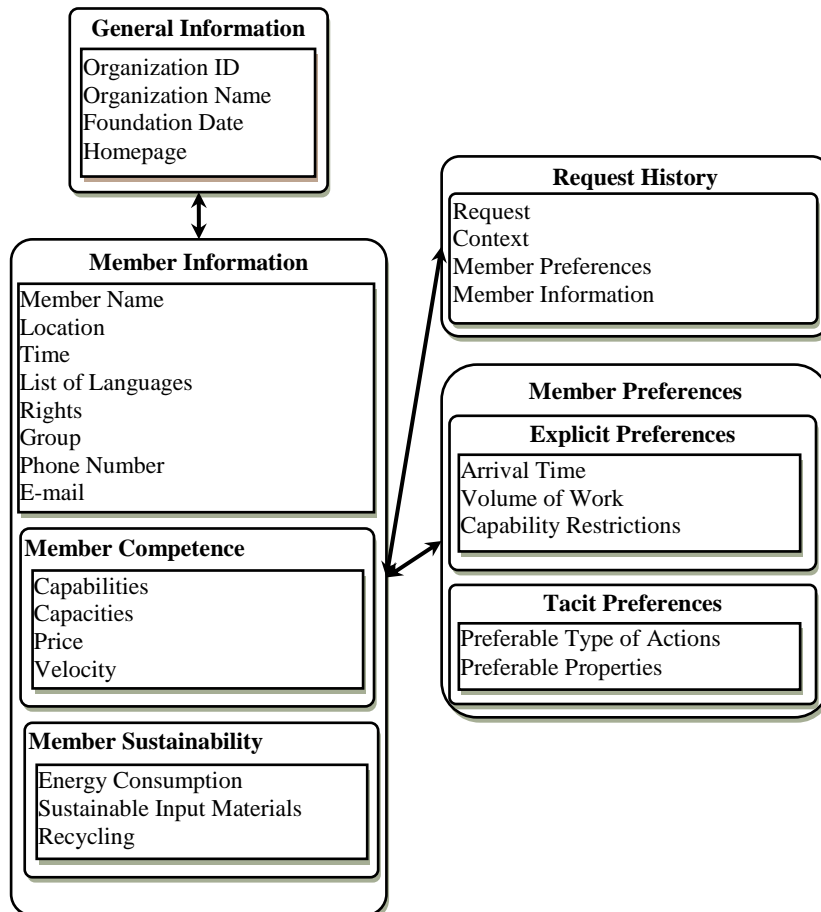 General Information
Organization ID
Organization Name
Foundation Date
Homepage
Member Information
Member Name
Location
Time
List of Languages
Rights
Group
Phone Number
E-mail
Member Competence
Capabilities
Capacities
Price
Velocity
Member Sustainability
Energy Consumption
Sustainable Input Materials
Recycling
Request History
Request
Context
Member Preferences
Member Information
Member Preferences
Explicit Preferences
Arrival Time
Volume of Work
Capability Restrictions
Tacit Preferences
Preferable Type of Actions
Preferable Properties